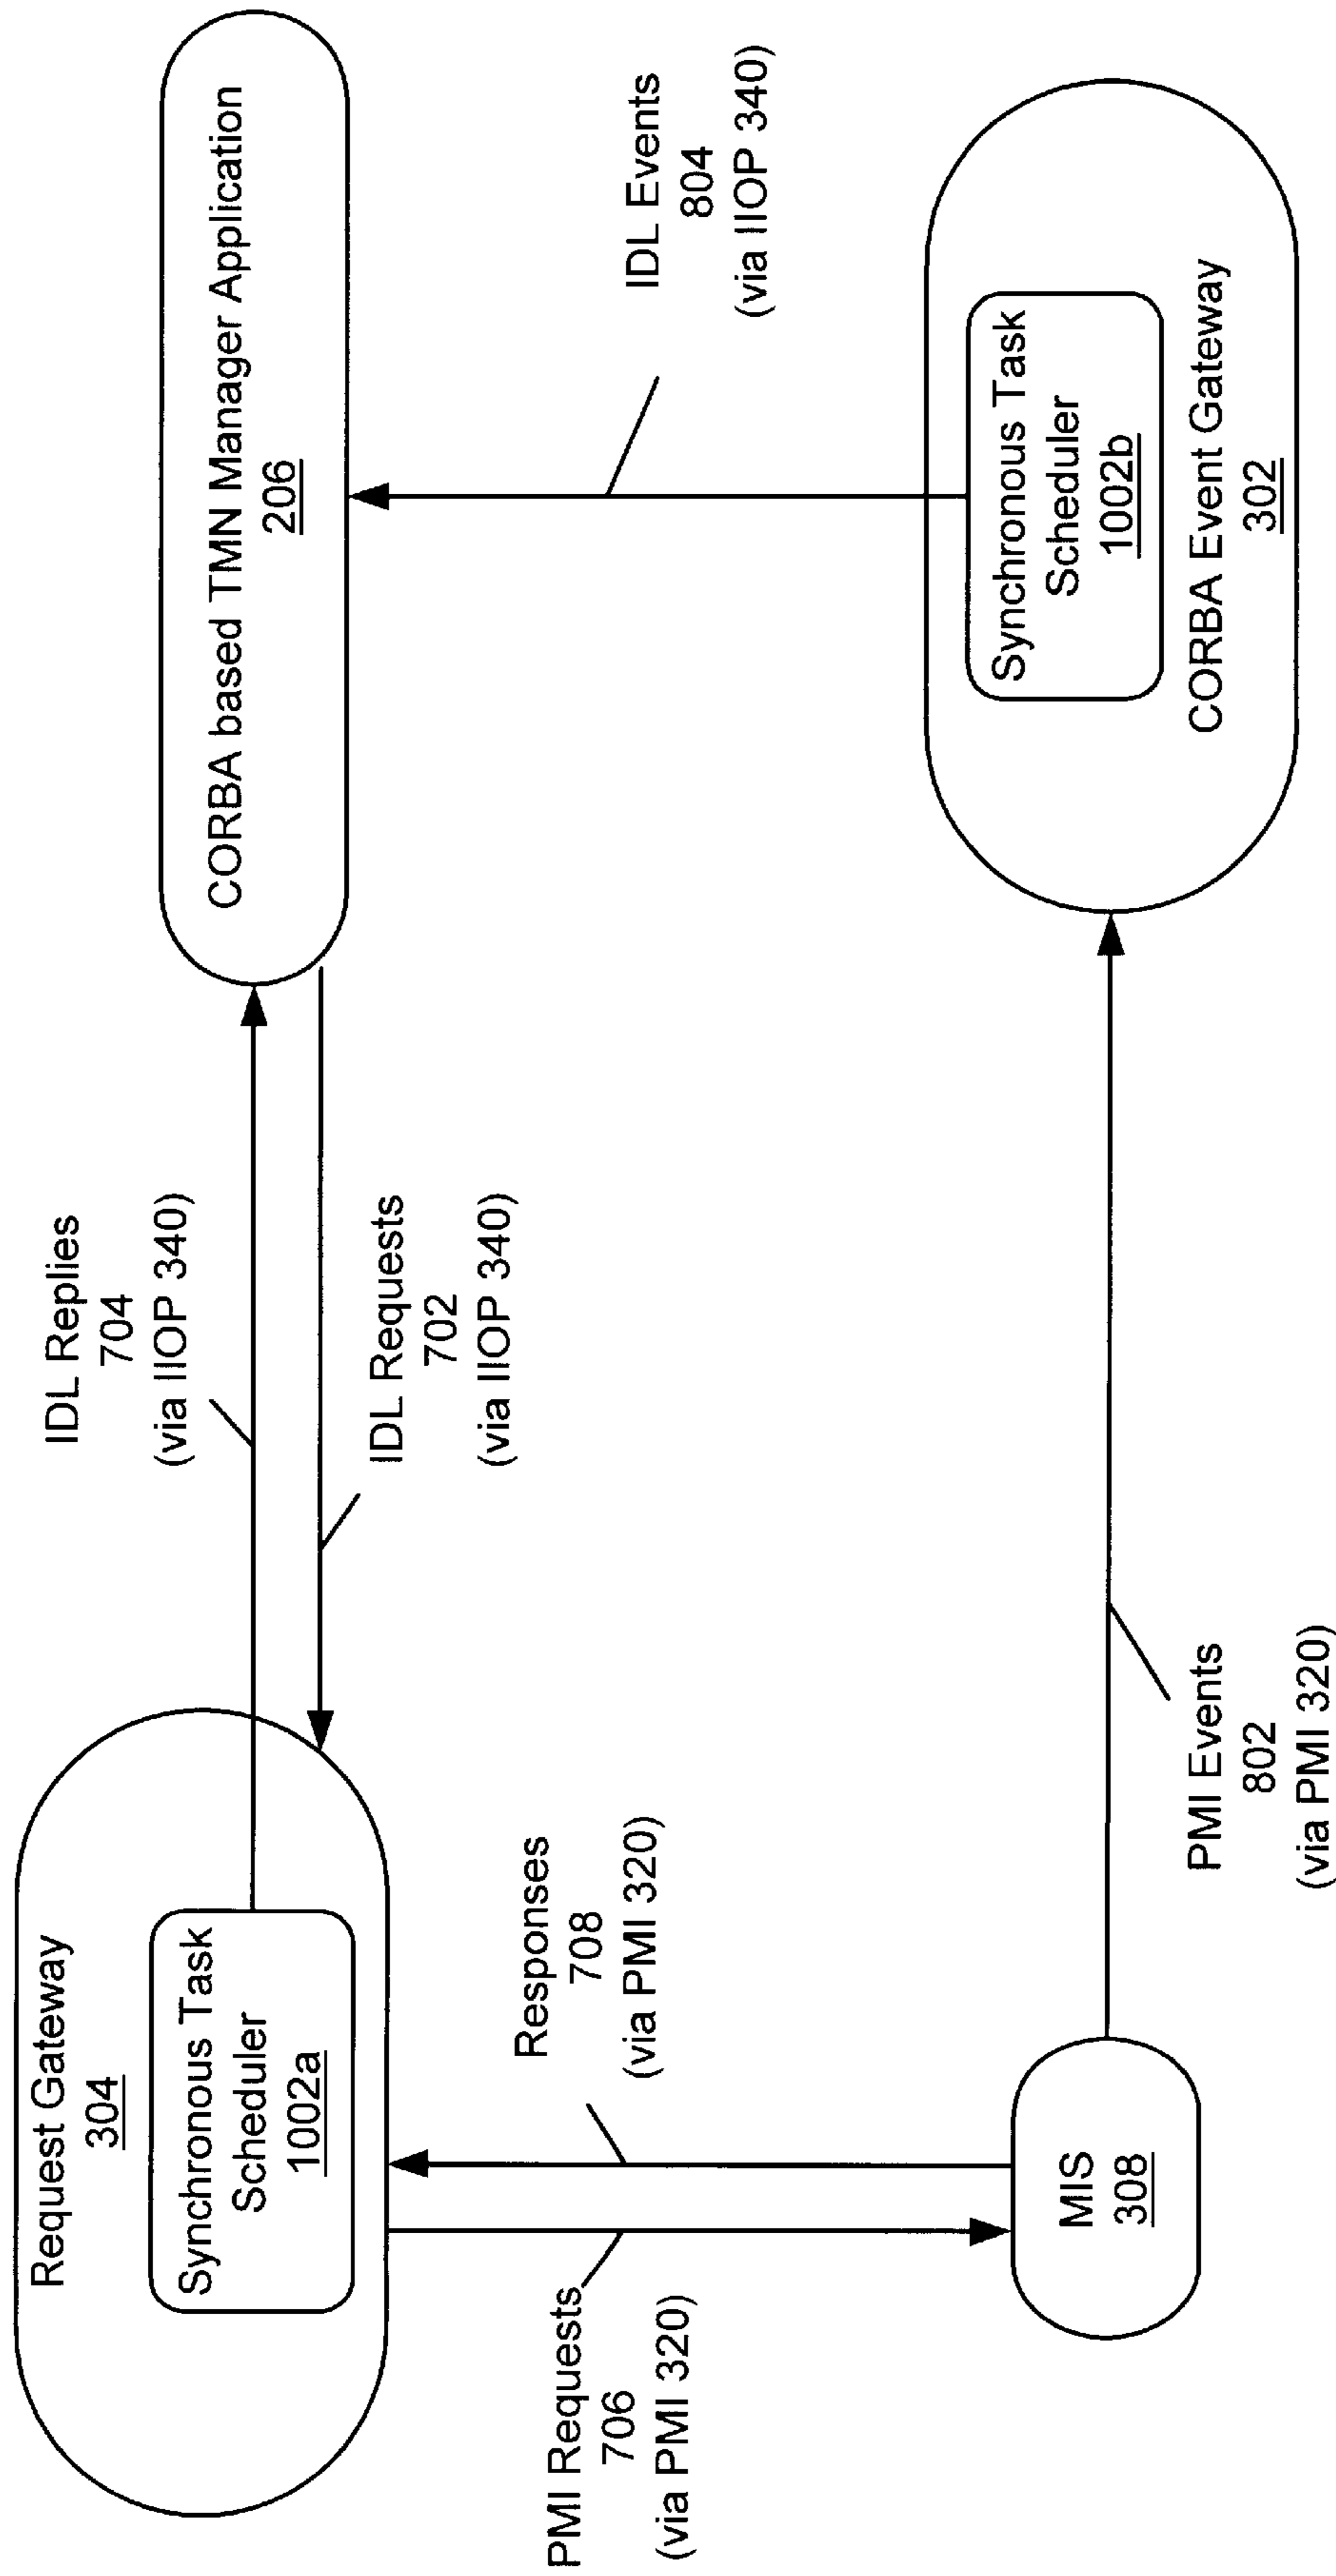 Request Gateway
304
Synchronous Task
Scheduler
1002a
IDL Replies
704
(via IIOP 340)
IDL Requests
702
(via IIOP 340)
CORBA based TMN Manager Application
206
PMI Requests
706
(via PMI 320)
Responses
708
(via PMI 320)
IDL Events
804
(via IIOP 340)
MIS
308
PMI Events
802
(via PMI 320)
Synchronous Task
Scheduler
1002b
CORBA Event Gateway
302